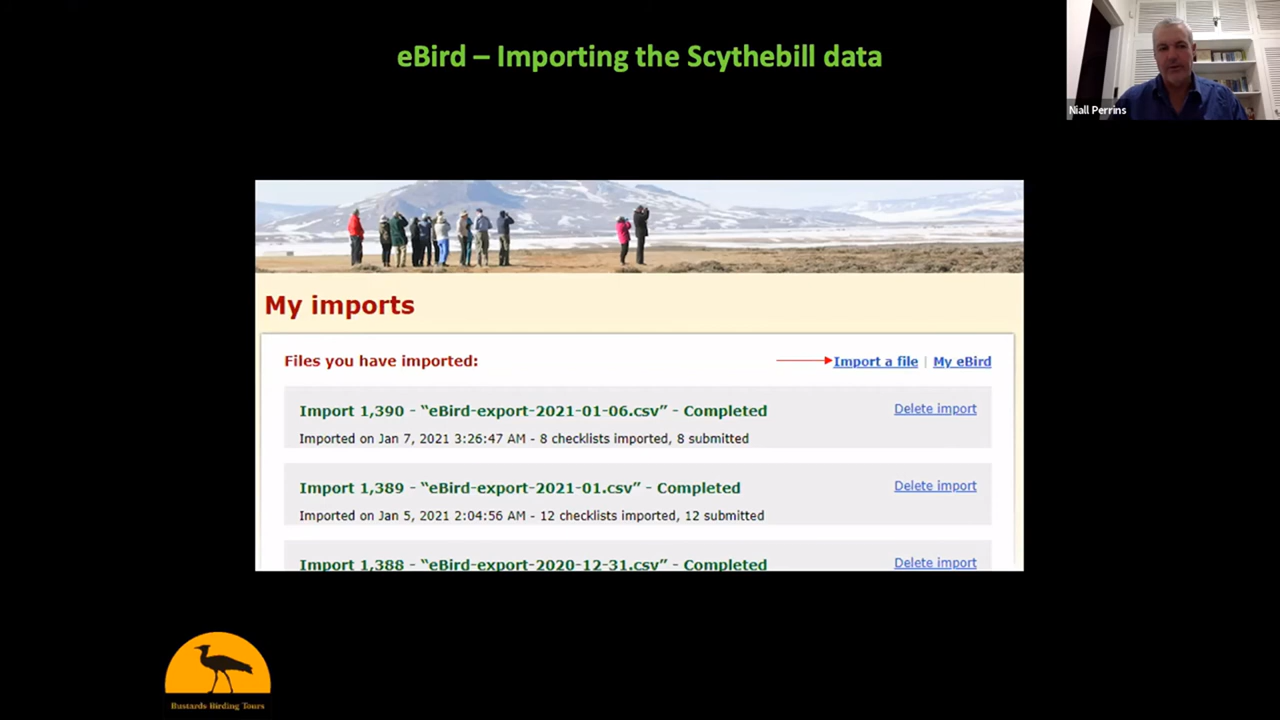 eBird – Importing the Scythebill data
Niall Perrins
My imports
Files you have imported:
Import a file | My eBird
Import 1,390 - “eBird-export-2021-01-06.csv” - Completed
Delete import
Imported on Jan 7, 2021 3:26:47 AM - 8 checklists imported, 8 submitted
Import 1,389 - “eBird-export-2021-01.csv” - Completed
Delete import
Imported on Jan 5, 2021 2:04:56 AM - 12 checklists imported, 12 submitted
Import 1,388 - “eBird-export-2020-12-31.csv” - Completed
Delete import
Bustards Birding Tours